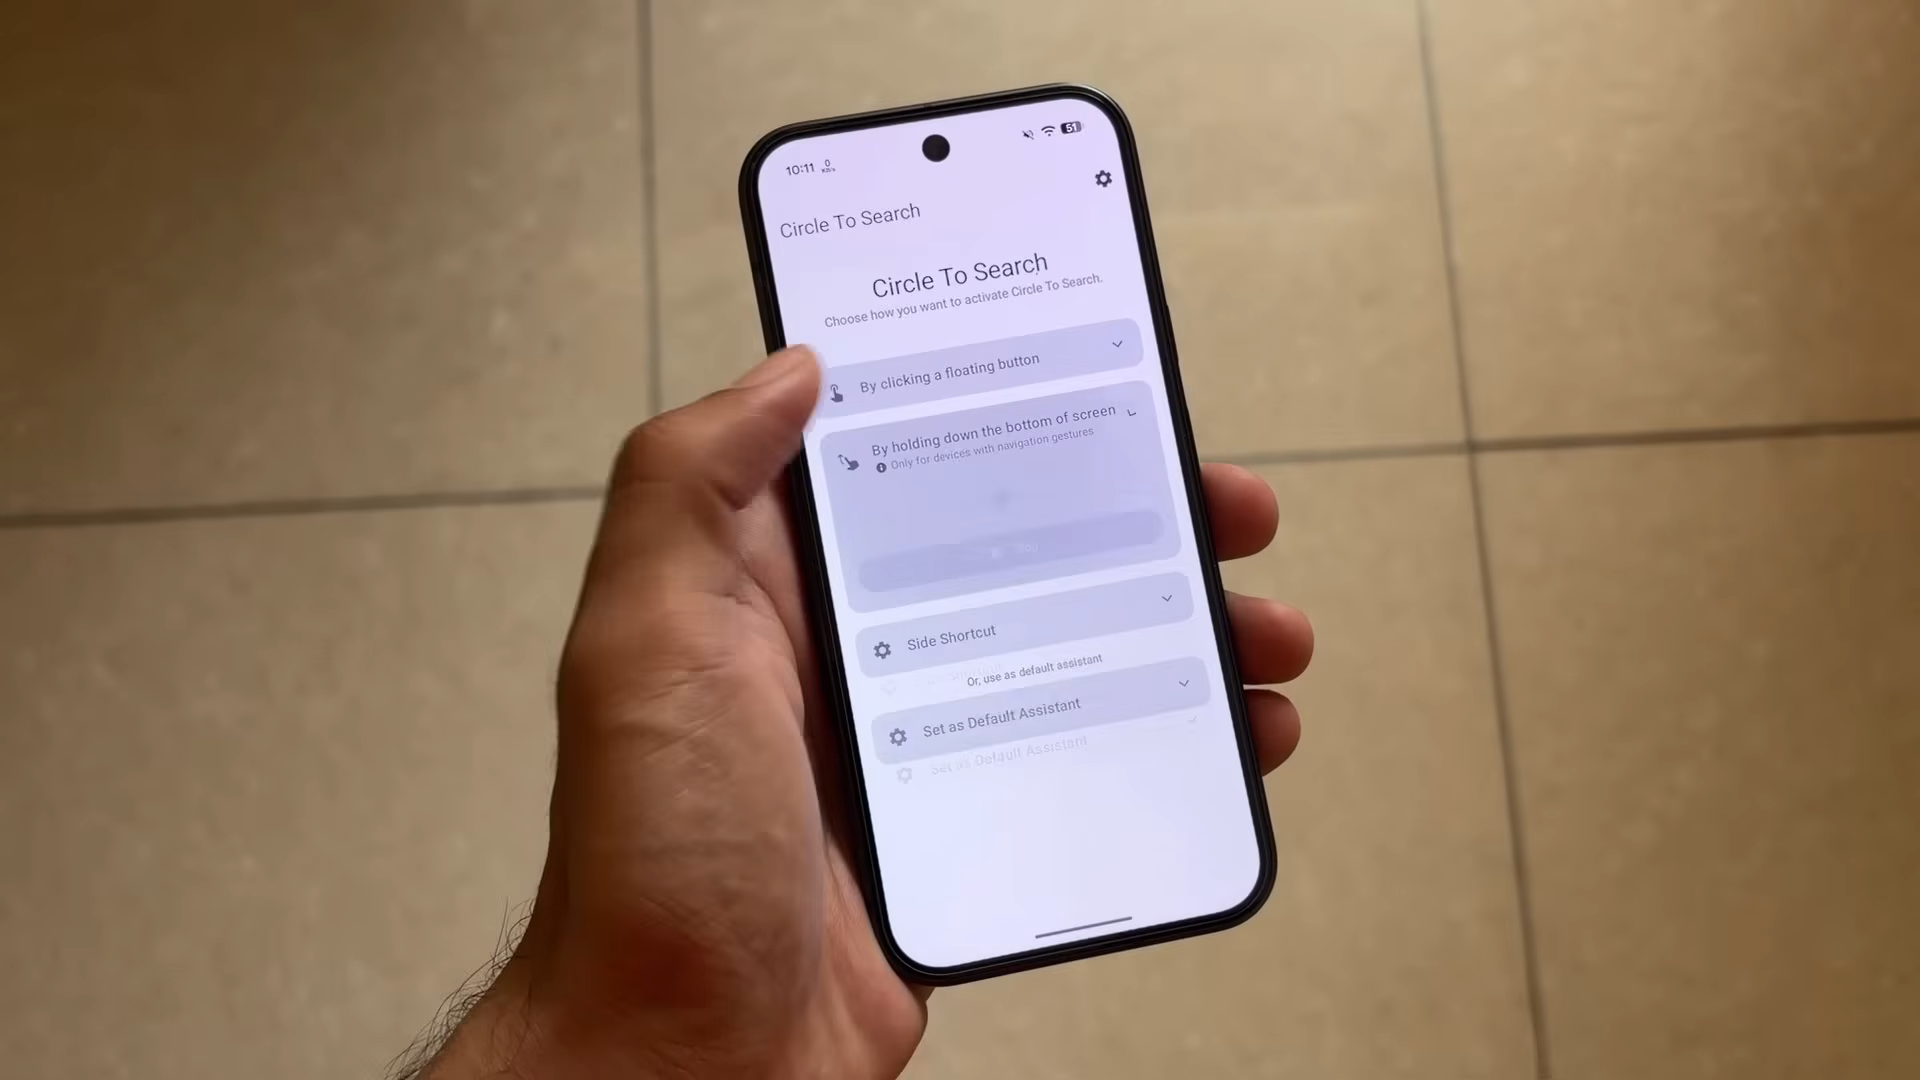 10:11 0
51
Circle To Search
Circle To Search
Choose how you want to activate Circle To Search.
By clicking a floating button
By holding down the bottom of screen
Only for devices with navigation gestures
Side Shortcut
Or, use as default assistant
Set as Default Assistant
Set as Default Assistant